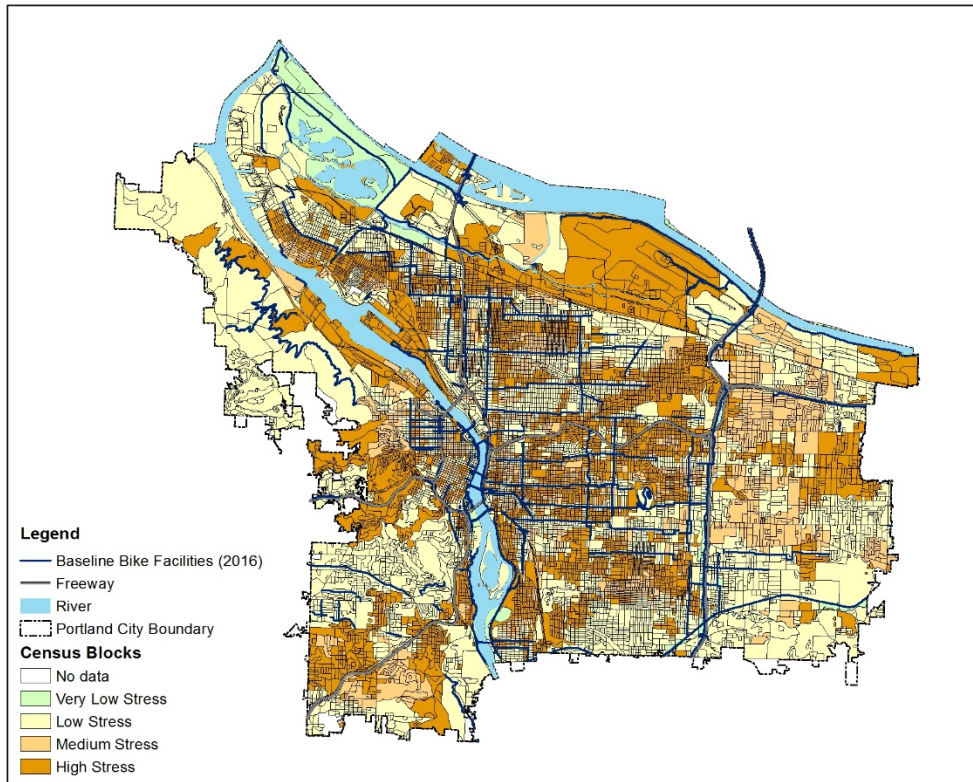 Legend
Baseline Bike Facilities (2016)
Freeway
River
Portland City Boundary
Census Blocks
No data
Very Low Stress
Low Stress
Medium Stress
High Stress